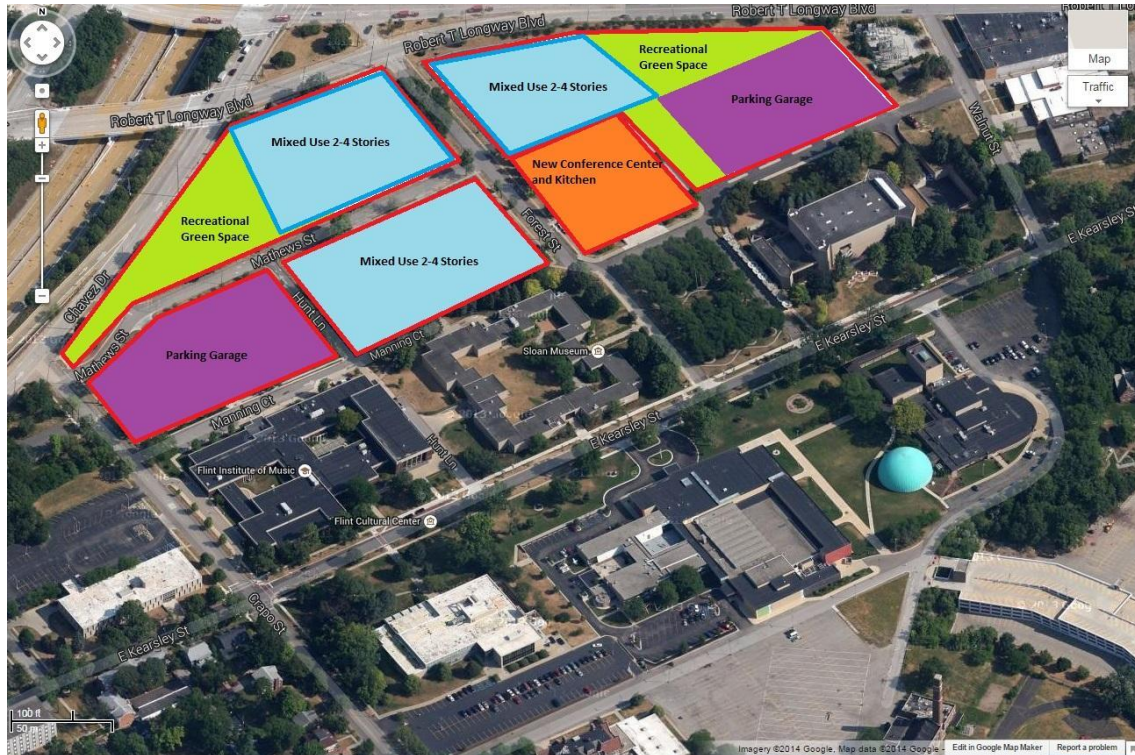 N
Robert T Longway Blvd
Robert T Longway Blvd
Map
Traffic
Robert T Longway Blvd
Recreational
Green Space
Mixed Use 2-4 Stories
Parking Garage
Walnut St
Mixed Use 2-4 Stories
New Conference Center
and Kitchen
Recreational
Green Space
Forest St
E Kearsley St
Mathews St
Mixed Use 2-4 Stories
Chavez Dr
Hunt Ln
Mathews St
Parking Garage
Manning Ct
Sloan Museum
E Kearsley St
Manning Ct
E Kearsley St
Hunt Ln
Flint Institute of Music
Flint Cultural Center
Crapo St
E Kearsley St
100 ft
50 m
Imagery ©2014 Google, Map data ©2014 Google -
Edit in Google Map Maker
Report a problem